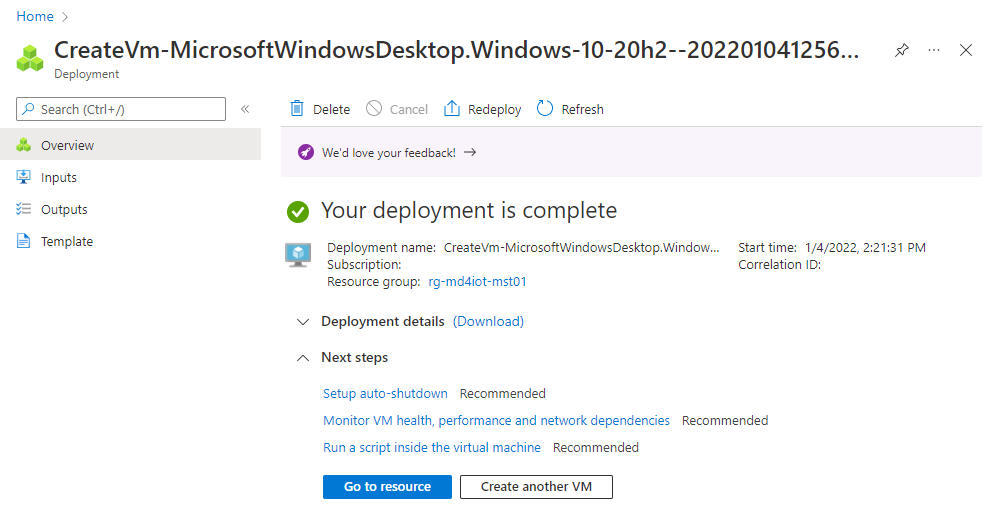 Home
CreateVm-MicrosoftWindowsDesktop.Windows-10-20h2--202201041256...
Deployment
Search (Ctrl+/)
Delete
Cancel
Redeploy
Refresh
Overview
Inputs
Outputs
Template
We'd love your feedback!
Your deployment is complete
Deployment name: CreateVm-MicrosoftWindowsDesktop.Window...
Subscription:
Resource group: rg-md4iot-mst01
Start time: 1/4/2022, 2:21:31 PM
Correlation ID:
Deployment details (Download)
Next steps
Setup auto-shutdown Recommended
Monitor VM health, performance and network dependencies Recommended
Run a script inside the virtual machine Recommended
Go to resource
Create another VM